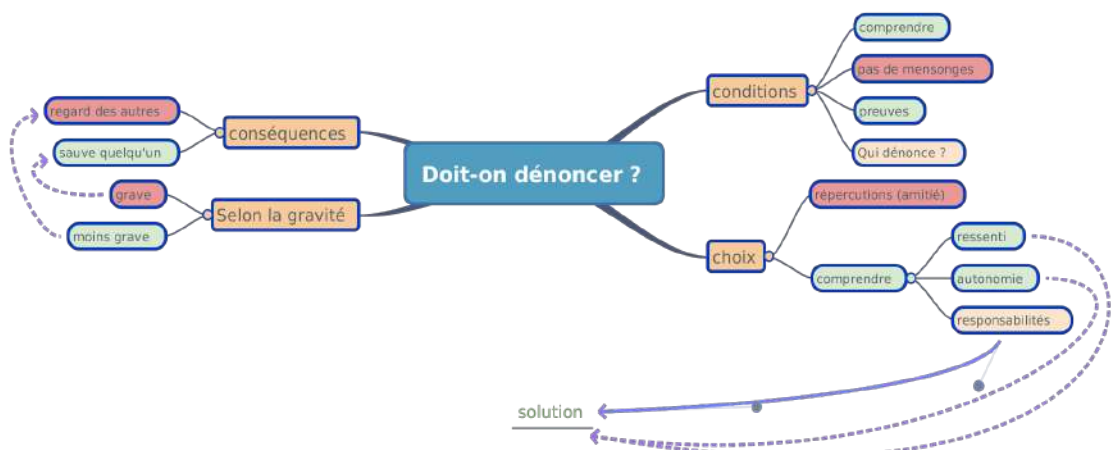 Doit-on dénoncer ?
conditions
comprendre
pas de mensonges
preuves
Qui dénonce ?
choix
répercutions (amitié)
comprendre
ressenti
autonomie
responsabilités
conséquences
regard des autres
sauve quelqu'un
Selon la gravité
grave
moins grave
solution